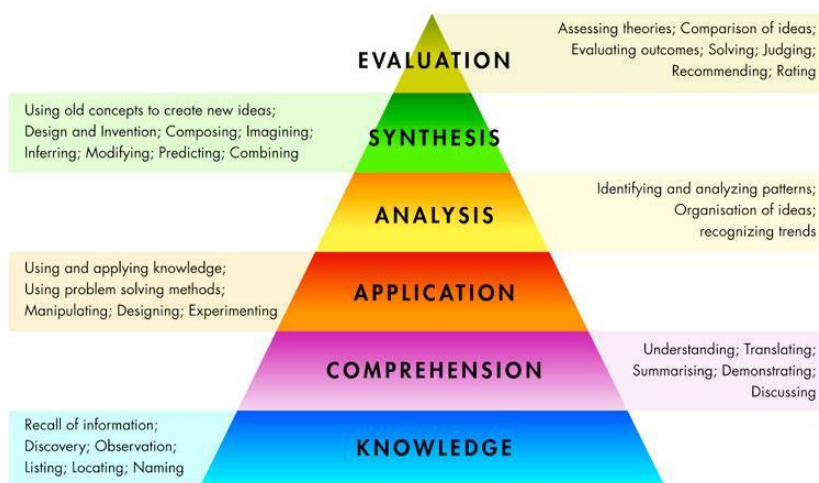 EVALUATION
Assessing theories; Comparison of ideas;
Evaluating outcomes; Solving; Judging;
Recommending; Rating
Using old concepts to create new ideas;
Design and Invention; Composing; Imagining;
Inferring; Modifying; Predicting; Combining
SYNTHESIS
ANALYSIS
Identifying and analyzing patterns;
Organisation of ideas;
recognizing trends
Using and applying knowledge;
Using problem solving methods;
Manipulating; Designing; Experimenting
APPLICATION
COMPREHENSION
Understanding; Translating;
Summarising; Demonstrating;
Discussing
Recall of information;
Discovery; Observation;
Listing; Locating; Naming
KNOWLEDGE